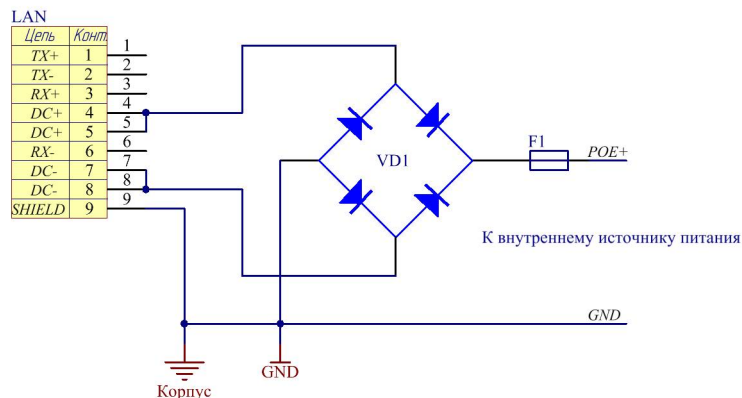 LAN
Цепь Конт.
TX+ 1 1
TX- 2 2
RX+ 3 3
DC+ 4 4
DC+ 5 5
RX- 6 6
DC- 7 7
DC- 8 8
SHIELD 9 9
VD1
F1
POE+
К внутреннему источнику питания
GND
GND
Корпус